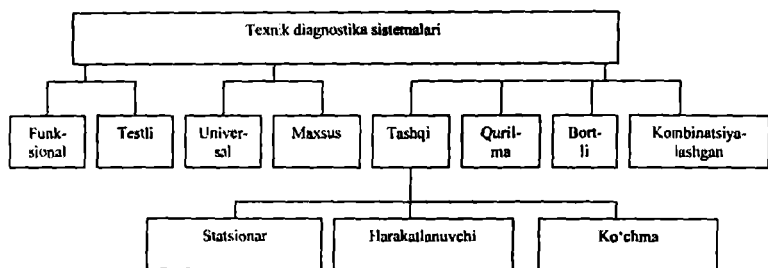 Texnik diagnostika sistemalari
Funk-
sional
Testli
Univer-
sal
Maxsus
Tashqi
Quril-
ma
Bort-
li
Kombinatsiya-
lashgan
Statsionar
Harakatlanuvchi
Ko‘chma